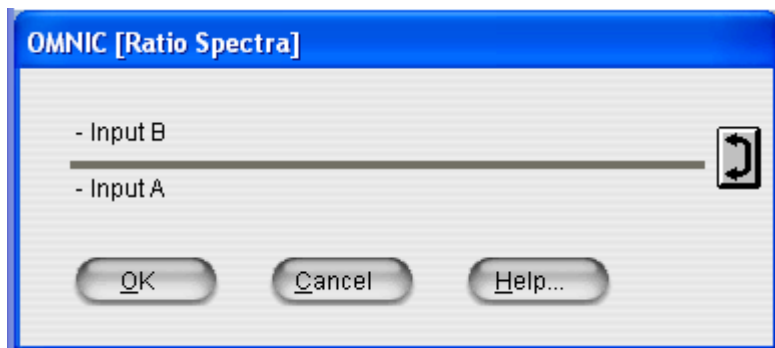 OMNIC [Ratio Spectra]
- Input B
- Input A
OK Cancel Help...